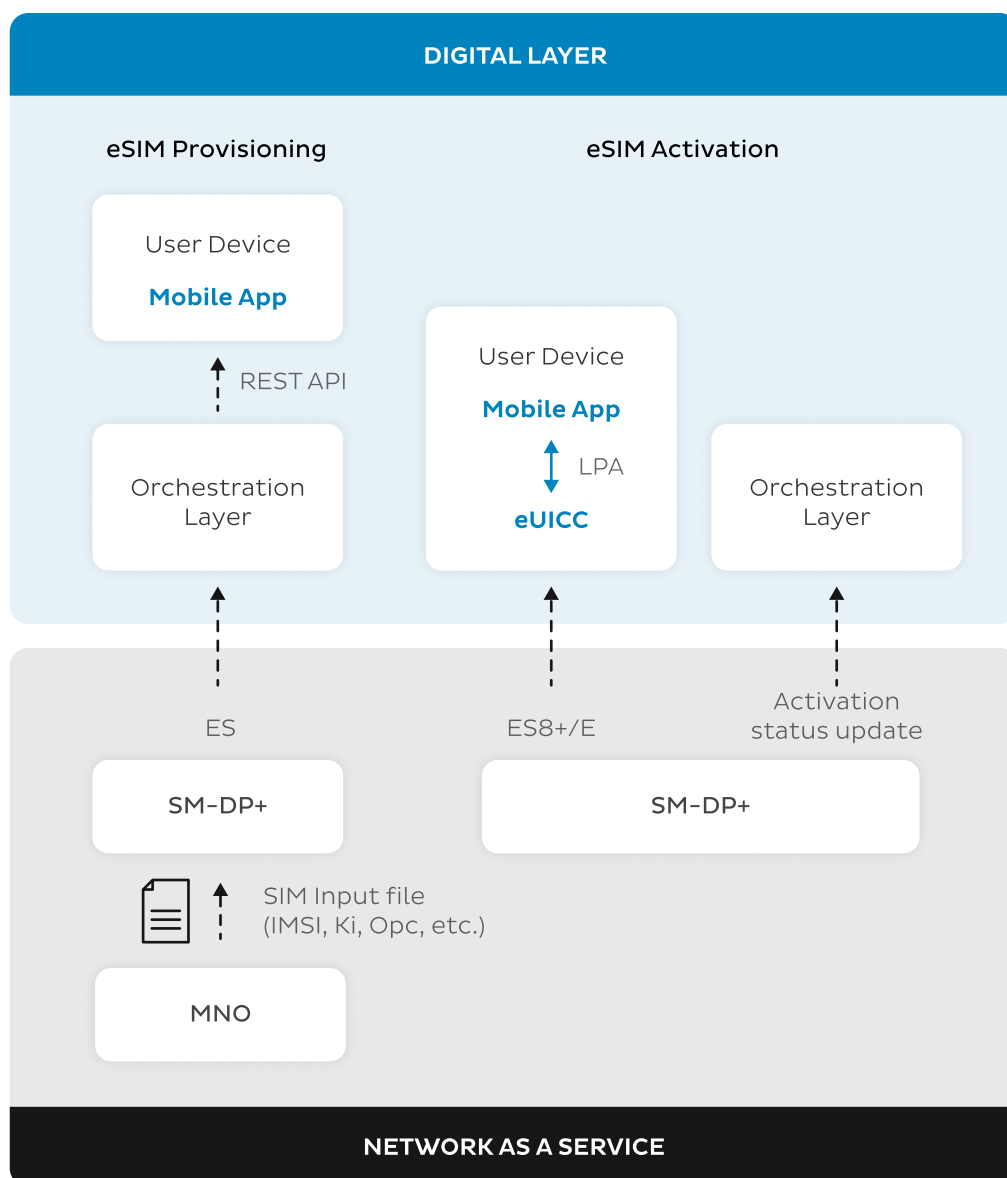 DIGITAL LAYER
eSIM Provisioning
eSIM Activation
User Device
Mobile App
REST API
Orchestration
Layer
User Device
Mobile App
LPA
eUICC
Orchestration
Layer
ES
ES8+/E
Activation
status update
SM-DP+
SM-DP+
SIM Input file
(IMSI, Ki, Opc, etc.)
MNO
NETWORK AS A SERVICE